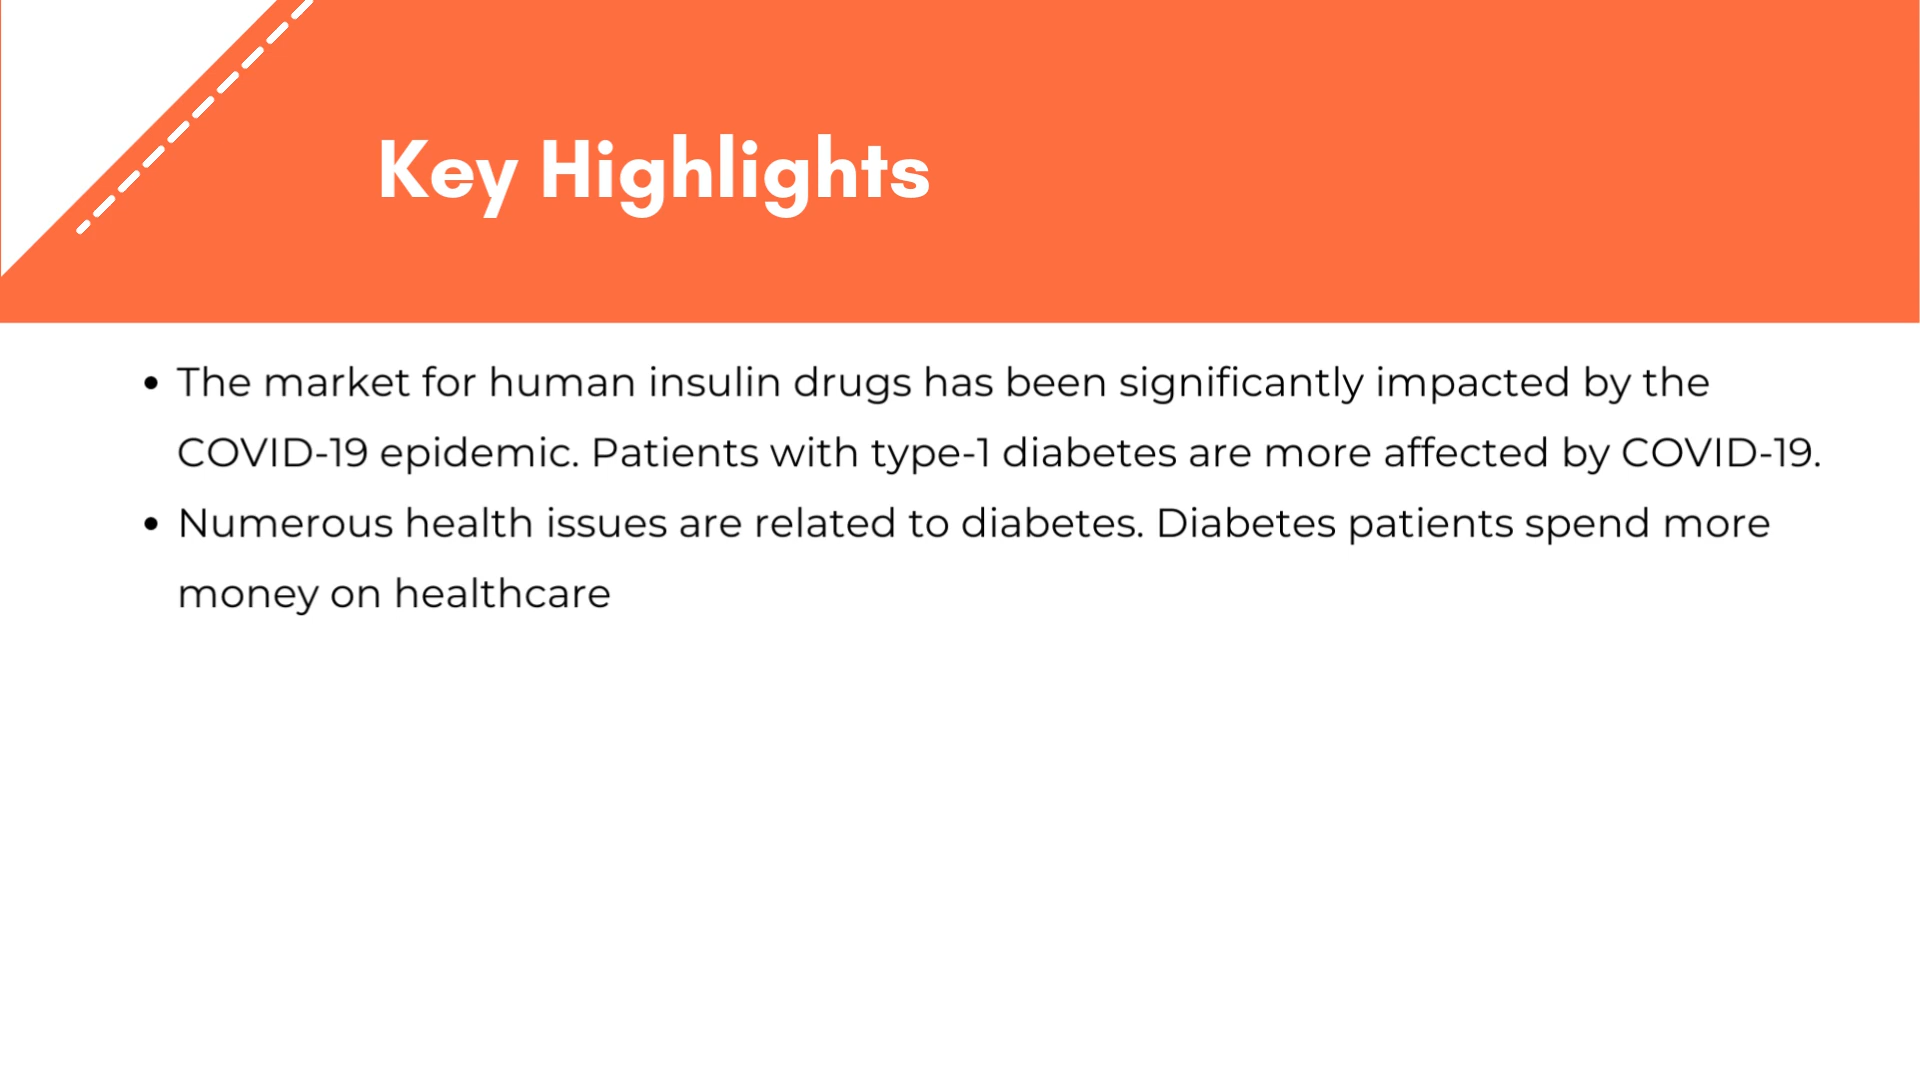 Key Highlights
• The market for human insulin drugs has been significantly impacted by the
COVID-19 epidemic. Patients with type-1 diabetes are more affected by COVID-19.
• Numerous health issues are related to diabetes. Diabetes patients spend more
money on healthcare